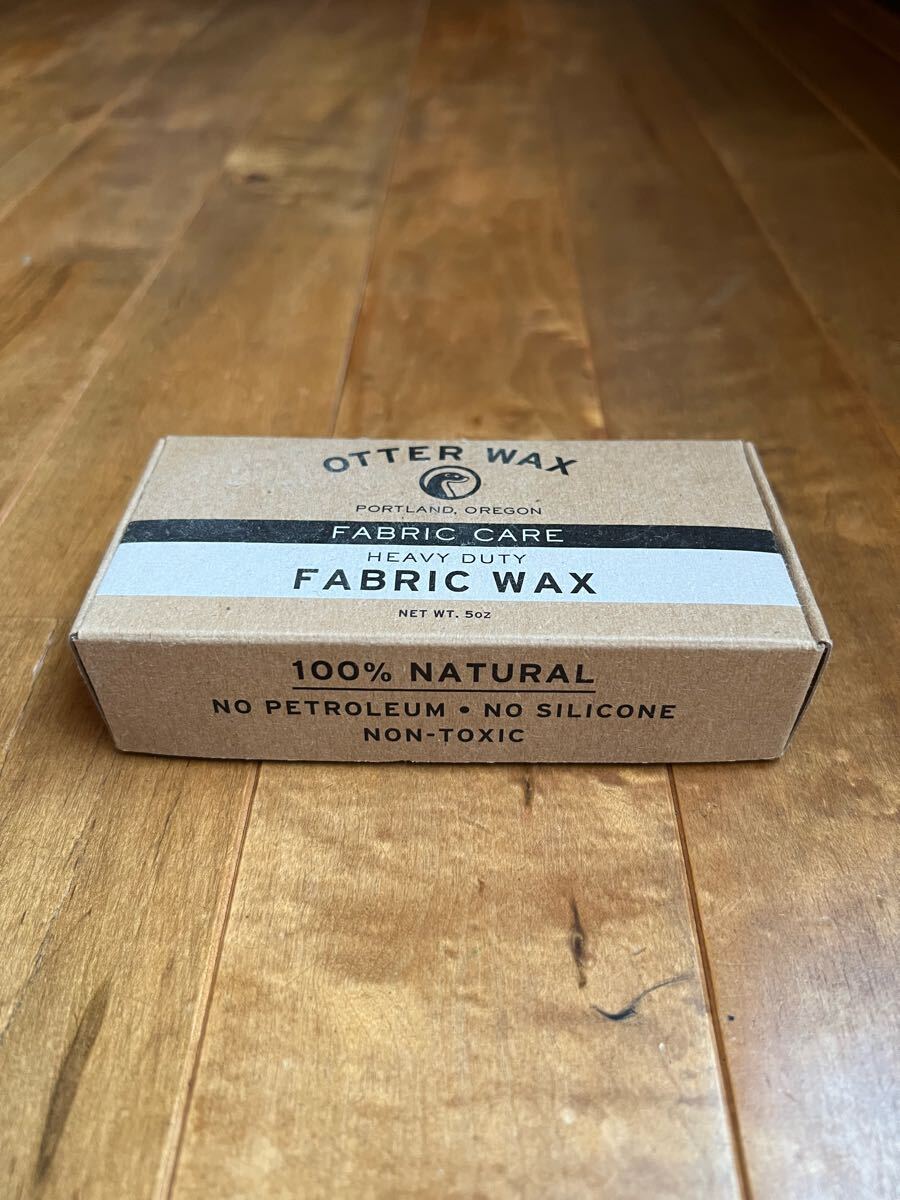 OTTER WAX
PORTLAND, OREGON
FABRIC CARE
HEAVY DUTY
FABRIC WAX
NET WT. 5oz
100% NATURAL
NO PETROLEUM • NO SILICONE
NON-TOXIC